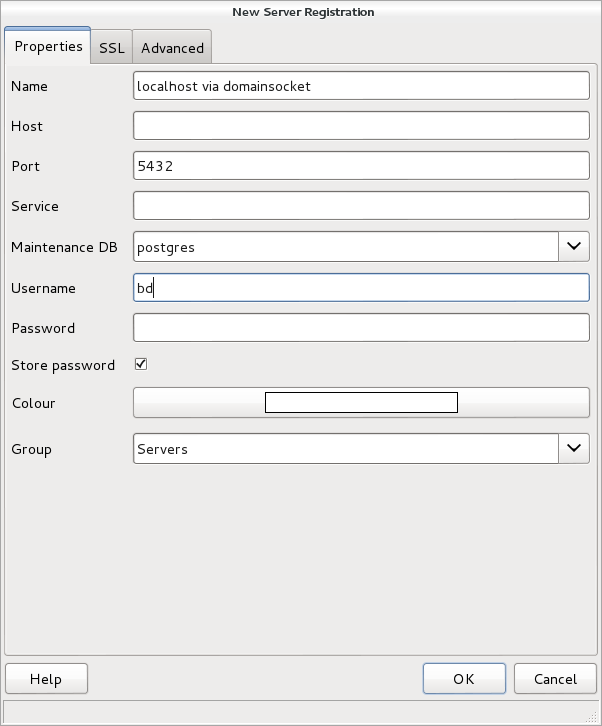 New Server Registration
Properties SSL Advanced
Name localhost via domainsocket
Host
Port 5432
Service
Maintenance DB postgres
Username bd
Password
Store password
Colour
Group Servers
Help OK Cancel